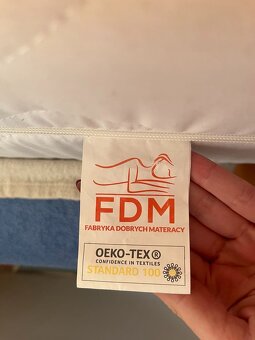 FDM
FABRYKA DOBRYCH MATERACY
OEKO-TEX®
CONFIDENCE IN TEXTILES
STANDARD 100